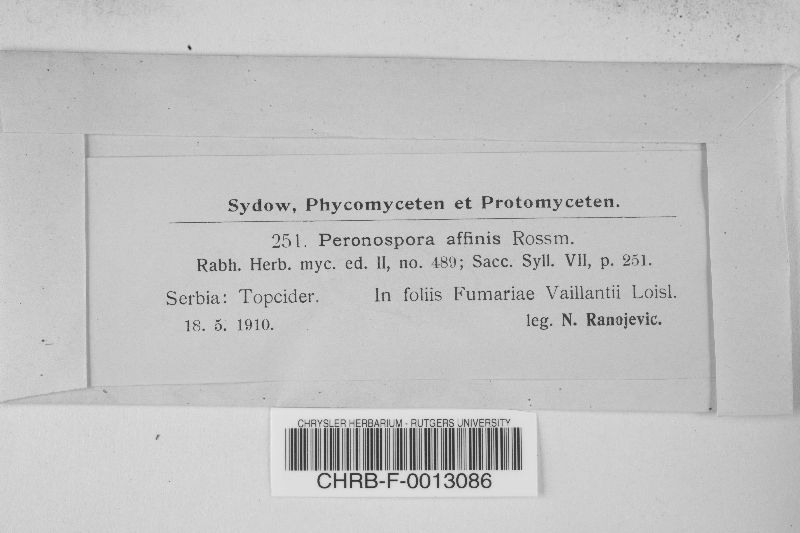 Sydow, Phycomyceten et Protomyceten.
251. Peronospora affinis Rossm.
Rabh. Herb. myc. ed. II, no. 489; Sacc. Syll. VII, p. 251.
Serbia: Topcider. In foliis Fumariae Vaillantii Loisl.
18. 5. 1910. leg. N. Ranojevic.
CHRYSLER HERBARIUM - RUTGERS UNIVERSITY
CHRB-F-0013086